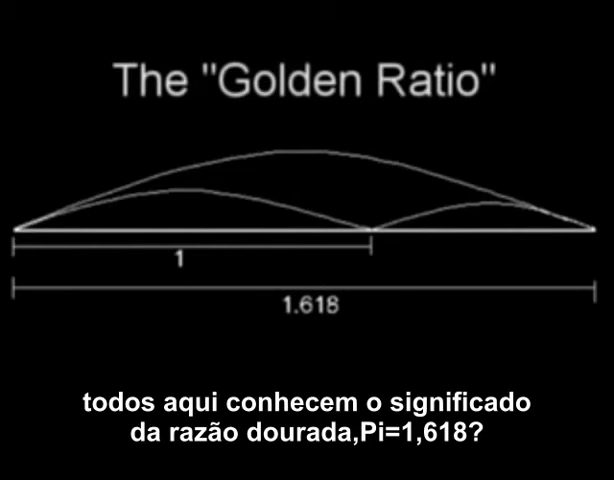 The "Golden Ratio"
1
1.618
todos aqui conhecem o significado
da razão dourada,Pi=1,618?